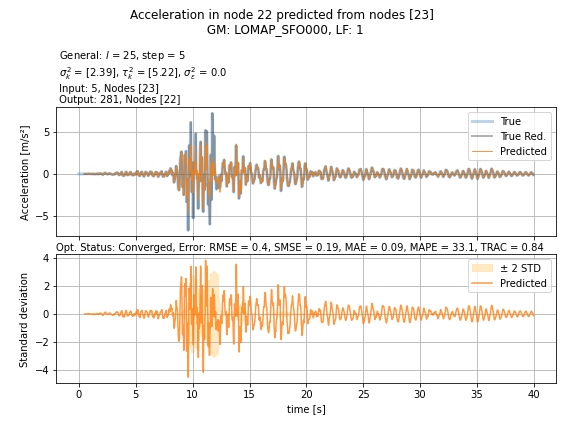 Acceleration in node 22 predicted from nodes [23]
GM: LOMAP_SFO000, LF: 1
General: l = 25, step = 5
σ_k² = [2.39], τ_k² = [5.22], σ_ε² = 0.0
Input: 5, Nodes [23]
Output: 281, Nodes [22]
True
True Red.
Predicted
Acceleration [m/s²]
5
0
−5
Opt. Status: Converged, Error: RMSE = 0.4, SMSE = 0.19, MAE = 0.09, MAPE = 33.1, TRAC = 0.84
± 2 STD
Predicted
Standard deviation
4
2
0
−2
−4
0 5 10 15 20 25 30 35 40
time [s]